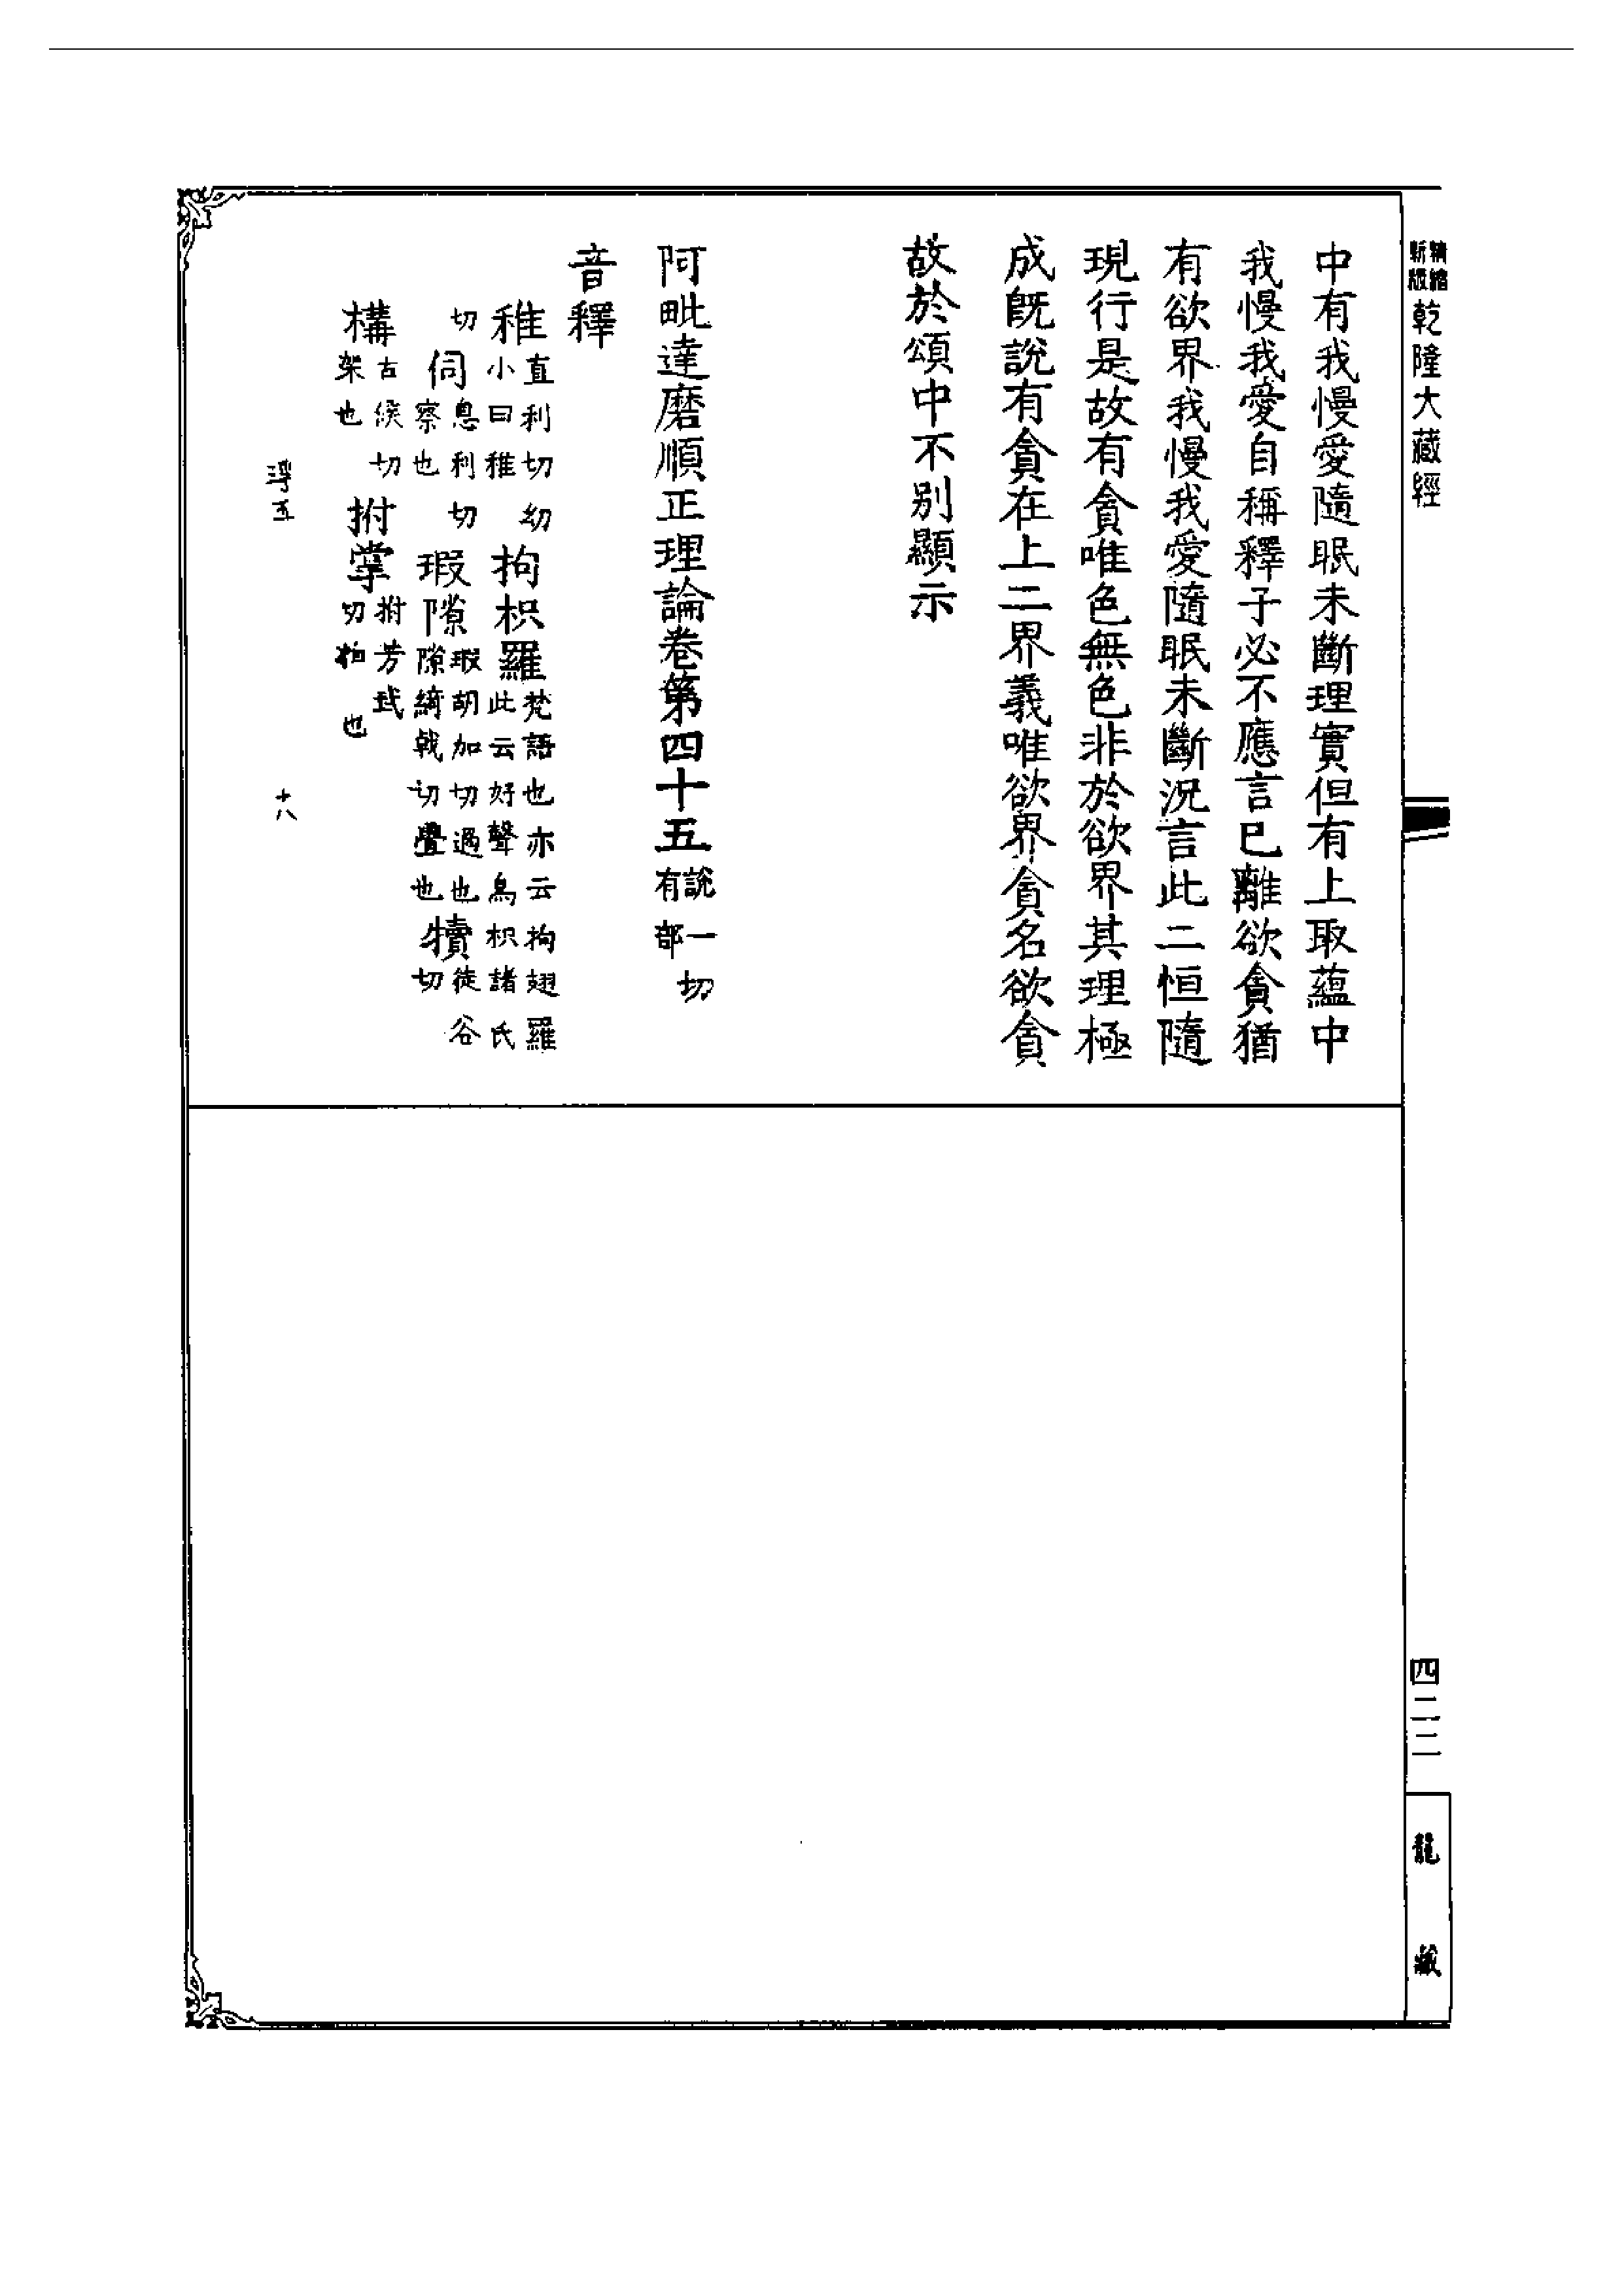 精縮新版乾隆大藏經
中有我慢愛隨眠未斷理實但有上取蘊中
我慢我愛自稱釋子必不應言已離欲貪猶
有欲界我慢我愛隨眠未斷況言此二恒隨
現行是故有貪唯色無色非於欲界其理極
成既說有貪在上二界義唯欲界貪名欲貪
故於頌中不別顯示
阿毗達磨順正理論卷第四十五說一切有部
音釋
稚直利切幼小曰稚拘枳羅梵語也亦云拘翅羅此云好聲鳥枳諸氏
切伺息利切察也瑕隙瑕胡加切過也隙綺戟切釁也犢徒谷切
構古候切架也拊掌拊芳武切拍也
浮五 十八
四二二
龍藏